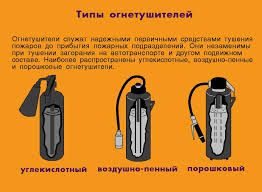 Типы огнетушителей
Огнетушители служат надежными первичными средствами тушения
пожаров до прибытия пожарных подразделений. Они незаменимы
при тушении загорания на автотранспорте и другом подвижном
составе. Наиболее распространены углекислотные, воздушно-пенные
и порошковые огнетушители.
углекислотный воздушно-пенный порошковый